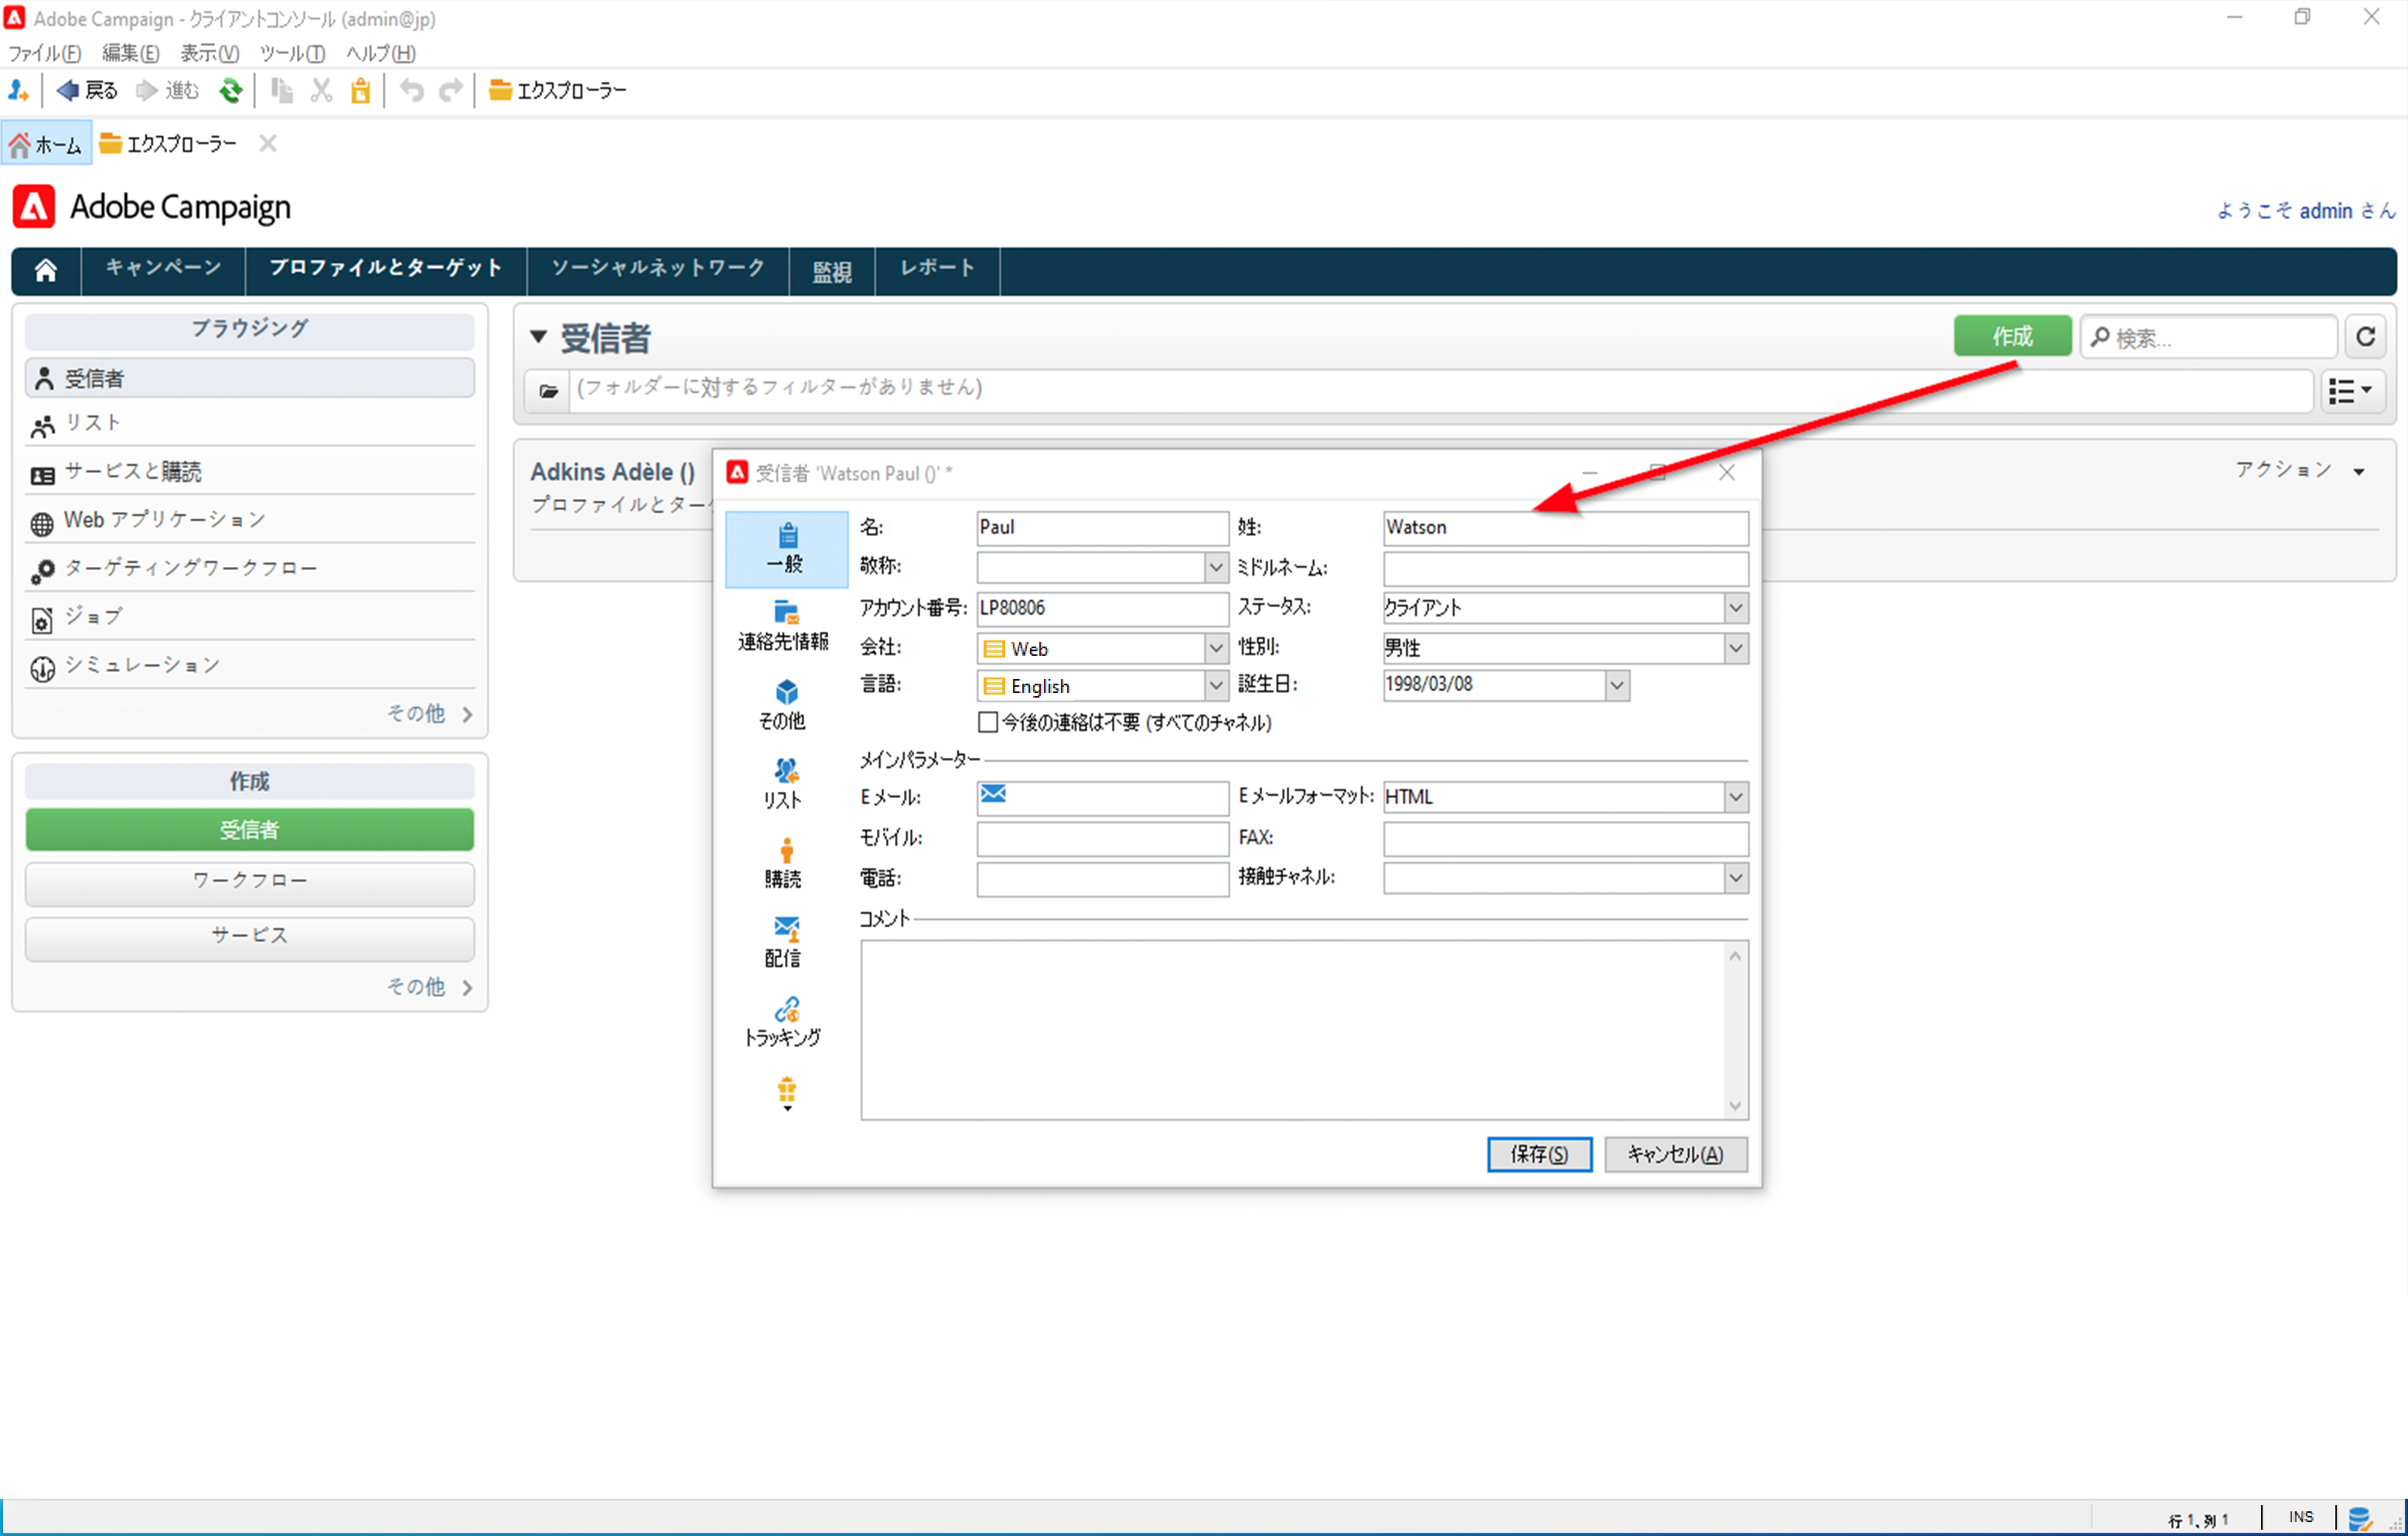 Adobe Campaign - クライアントコンソール (admin@jp)
ファイル(F) 編集(E) 表示(V) ツール(T) ヘルプ(H)
戻る 進む エクスプローラー
ホーム エクスプローラー
Adobe Campaign
ようこそ admin さん
キャンペーン プロファイルとターゲット ソーシャルネットワーク 監視 レポート
ブラウジング
受信者
リスト
サービスと購読
Web アプリケーション
ターゲティングワークフロー
ジョブ
シミュレーション
その他
作成
受信者
ワークフロー
サービス
その他
受信者
作成 検索...
(フォルダーに対するフィルターがありません)
Adkins Adèle ()
アクション
プロファイルとター
受信者 'Watson Paul ()' *
一般
連絡先情報
その他
リスト
購読
配信
トラッキング
名: Paul 姓: Watson
敬称: ミドルネーム:
アカウント番号: LP80806 ステータス: クライアント
会社: Web 性別: 男性
言語: English 誕生日: 1998/03/08
今後の連絡は不要 (すべてのチャネル)
メインパラメーター
E メール: E メールフォーマット: HTML
モバイル: FAX:
電話: 接触チャネル:
コメント
保存(S) キャンセル(A)
行 1, 列 1 INS